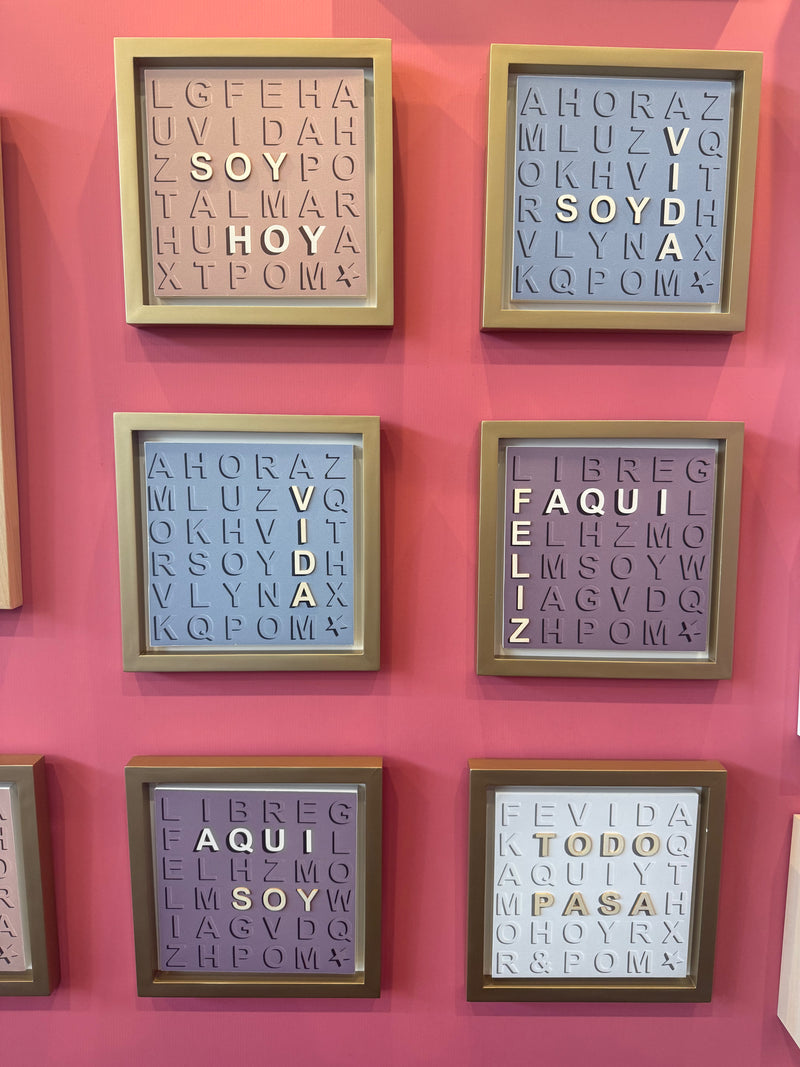 LGFEHA
UVIDAH
ZSOYPO
TALMAR
HUHOYA
XTPOM
AHORAZ
MLUZVQ
OKHVIT
RSOYDH
VLYNAX
KQPOM
AHORAZ
MLUZVQ
OKHVIT
RSOYDH
VLYNAX
KQPOM
LIBREG
FAQUIL
ELHZMO
LMSOYW
IAGVDQ
ZHPOM
LIBREG
FAQUIL
ELHZMO
LMSOYW
IAGVDQ
ZHPOM
FEVIDA
KTODOQ
AQUIYT
MPASAH
OHOYRX
R&POM